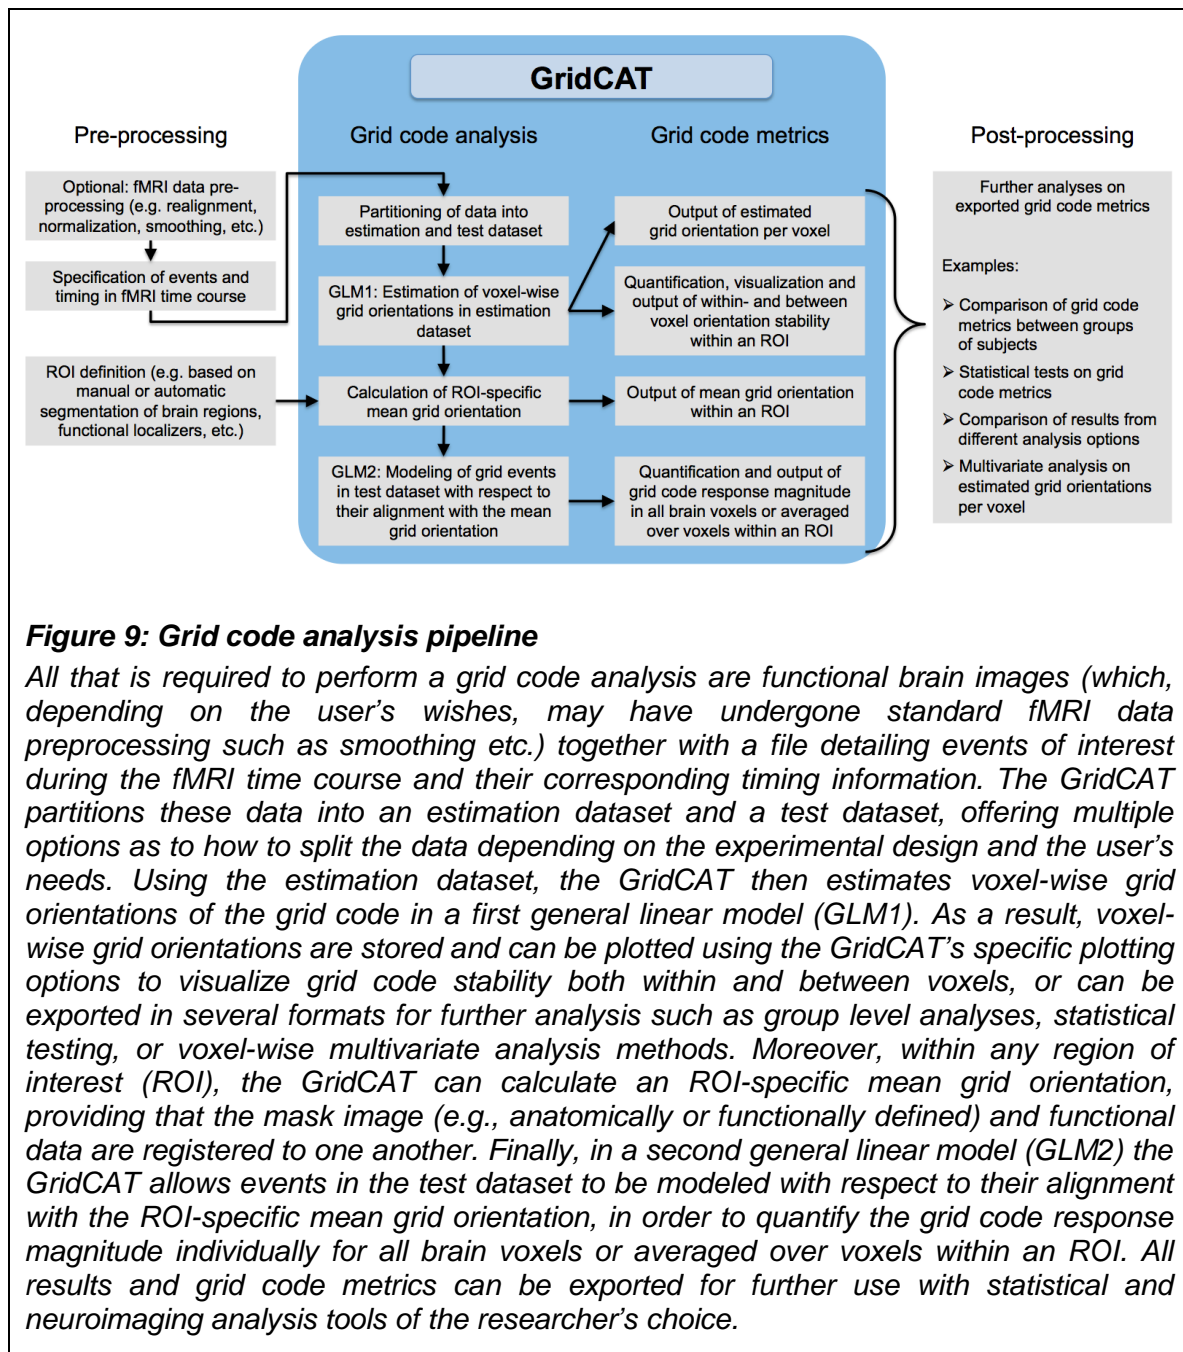 GridCAT
Pre-processing
Grid code analysis
Grid code metrics
Post-processing
Optional: fMRI data pre-
processing (e.g. realignment,
normalization, smoothing, etc.)
Specification of events and
timing in fMRI time course
ROI definition (e.g. based on
manual or automatic
segmentation of brain regions,
functional localizers, etc.)
Partitioning of data into
estimation and test dataset
GLM1: Estimation of voxel-wise
grid orientations in estimation
dataset
Calculation of ROI-specific
mean grid orientation
GLM2: Modeling of grid events
in test dataset with respect to
their alignment with the mean
grid orientation
Output of estimated
grid orientation per voxel
Quantification, visualization and
output of within- and between
voxel orientation stability
within an ROI
Output of mean grid orientation
within an ROI
Quantification and output of
grid code response magnitude
in all brain voxels or averaged
over voxels within an ROI
Further analyses on
exported grid code metrics
Examples:
➢ Comparison of grid code
metrics between groups
of subjects
➢ Statistical tests on grid
code metrics
➢ Comparison of results from
different analysis options
➢ Multivariate analysis on
estimated grid orientations
per voxel
Figure 9: Grid code analysis pipeline
All that is required to perform a grid code analysis are functional brain images (which,
depending on the user's wishes, may have undergone standard fMRI data
preprocessing such as smoothing etc.) together with a file detailing events of interest
during the fMRI time course and their corresponding timing information. The GridCAT
partitions these data into an estimation dataset and a test dataset, offering multiple
options as to how to split the data depending on the experimental design and the user's
needs. Using the estimation dataset, the GridCAT then estimates voxel-wise grid
orientations of the grid code in a first general linear model (GLM1). As a result, voxel-
wise grid orientations are stored and can be plotted using the GridCAT's specific plotting
options to visualize grid code stability both within and between voxels, or can be
exported in several formats for further analysis such as group level analyses, statistical
testing, or voxel-wise multivariate analysis methods. Moreover, within any region of
interest (ROI), the GridCAT can calculate an ROI-specific mean grid orientation,
providing that the mask image (e.g., anatomically or functionally defined) and functional
data are registered to one another. Finally, in a second general linear model (GLM2) the
GridCAT allows events in the test dataset to be modeled with respect to their alignment
with the ROI-specific mean grid orientation, in order to quantify the grid code response
magnitude individually for all brain voxels or averaged over voxels within an ROI. All
results and grid code metrics can be exported for further use with statistical and
neuroimaging analysis tools of the researcher's choice.